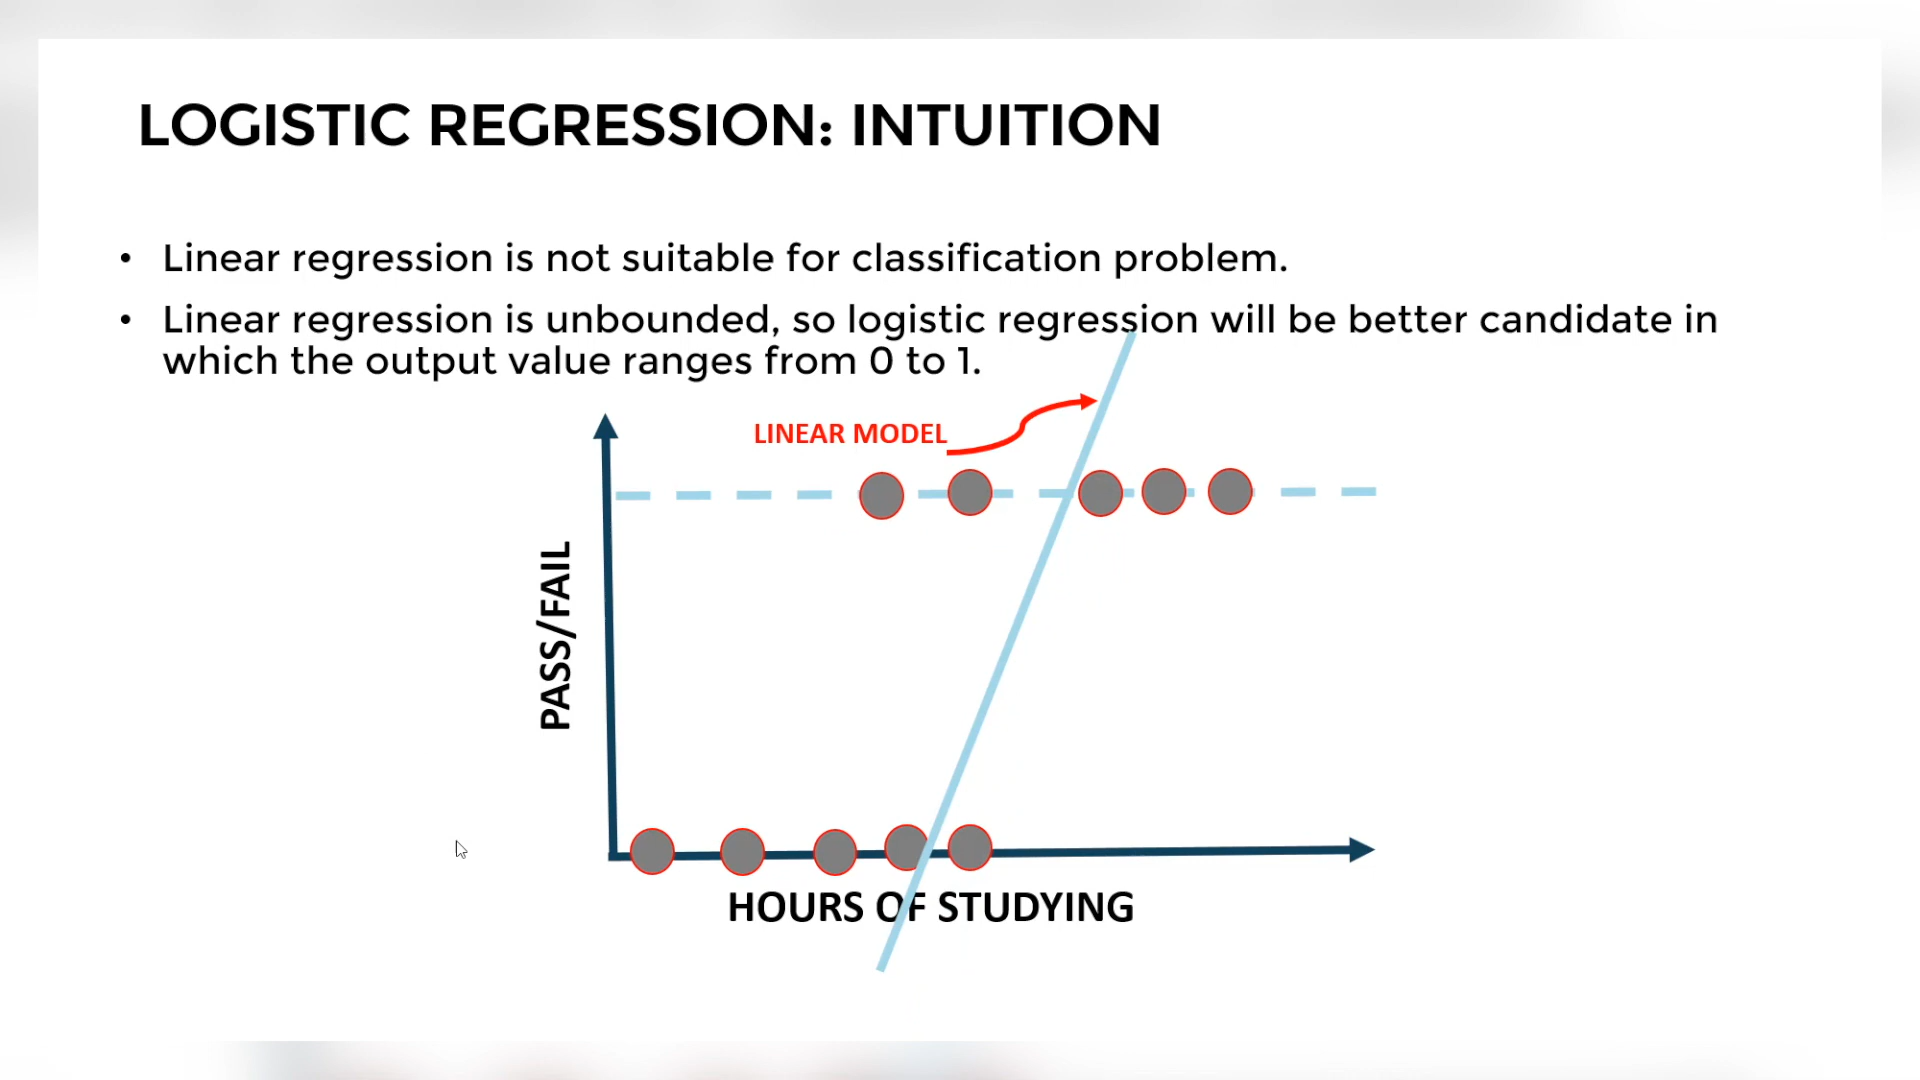 LOGISTIC REGRESSION: INTUITION
• Linear regression is not suitable for classification problem.
• Linear regression is unbounded, so logistic regression will be better candidate in
which the output value ranges from 0 to 1.
LINEAR MODEL
PASS/FAIL
HOURS OF STUDYING